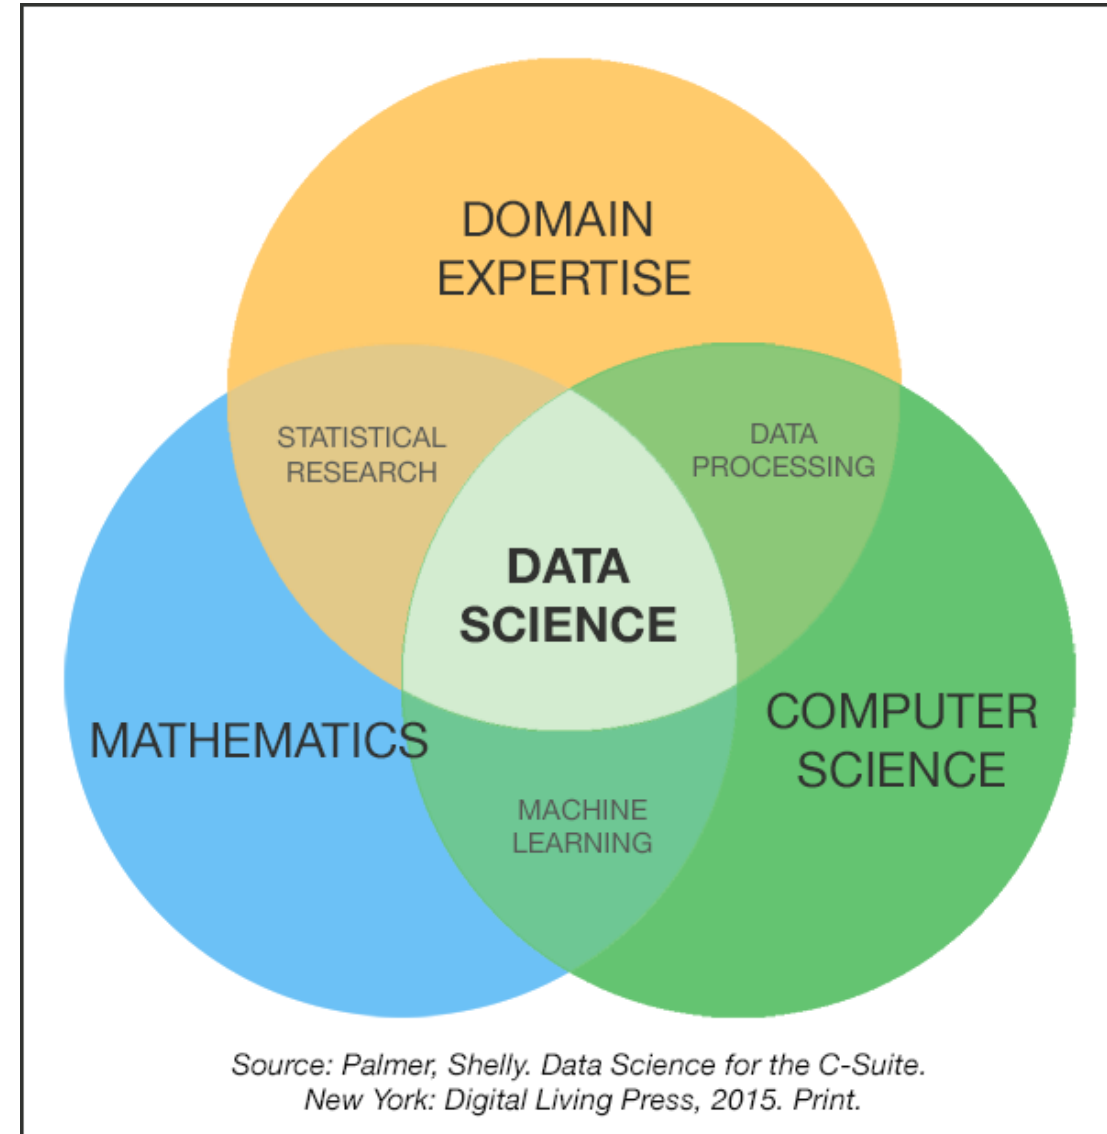 DOMAIN
EXPERTISE
STATISTICAL
RESEARCH
DATA
PROCESSING
DATA
SCIENCE
MATHEMATICS
COMPUTER
SCIENCE
MACHINE
LEARNING
Source: Palmer, Shelly. Data Science for the C-Suite.
New York: Digital Living Press, 2015. Print.